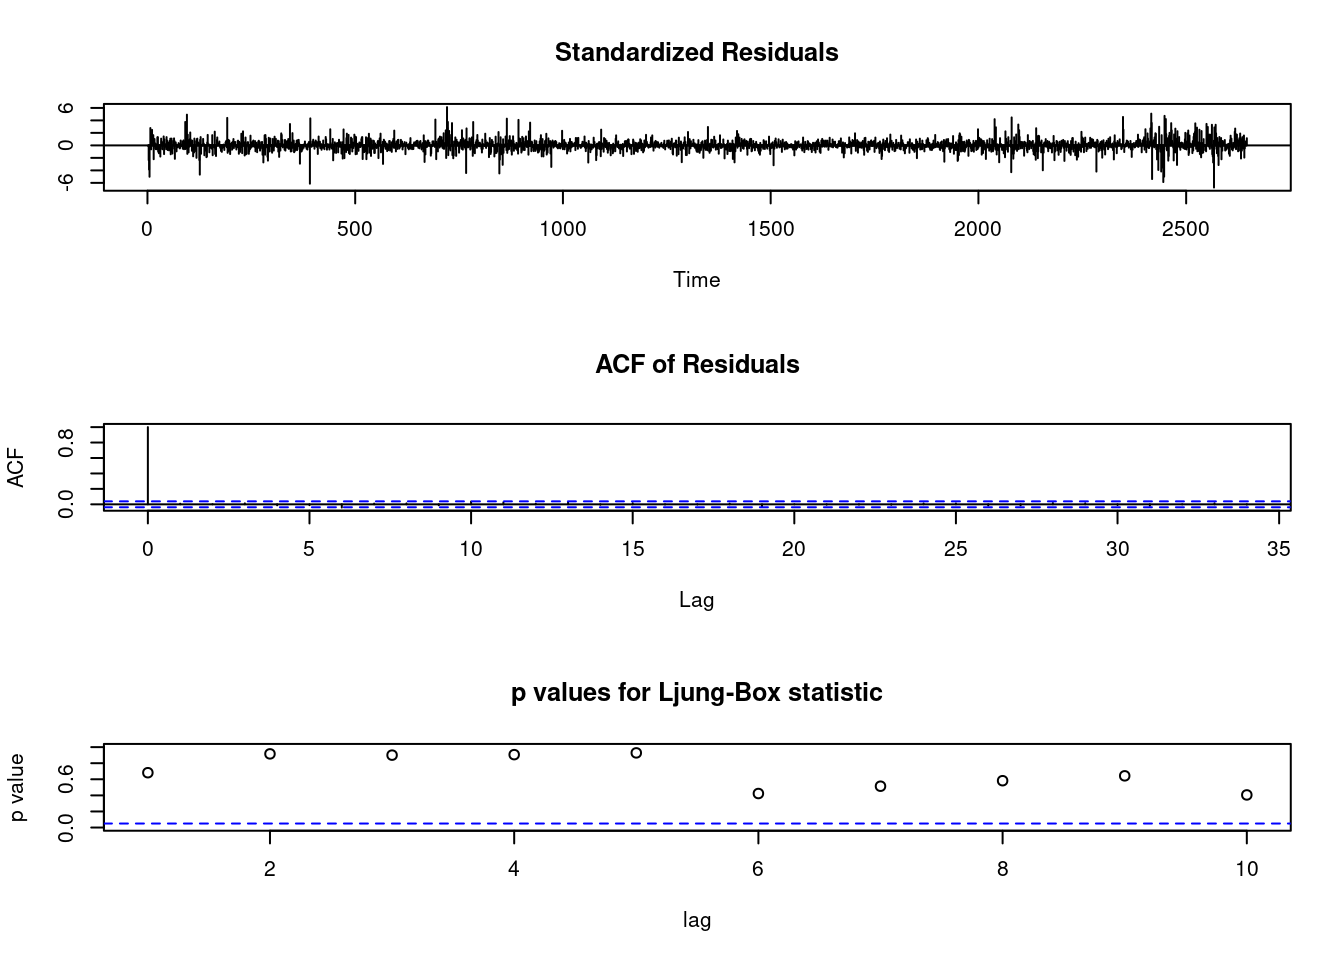 Standardized Residuals
6
0
-6
0 500 1000 1500 2000 2500
Time
ACF of Residuals
ACF
0.8
0.0
0 5 10 15 20 25 30 35
Lag
p values for Ljung-Box statistic
p value
0.6
0.0
2 4 6 8 10
lag